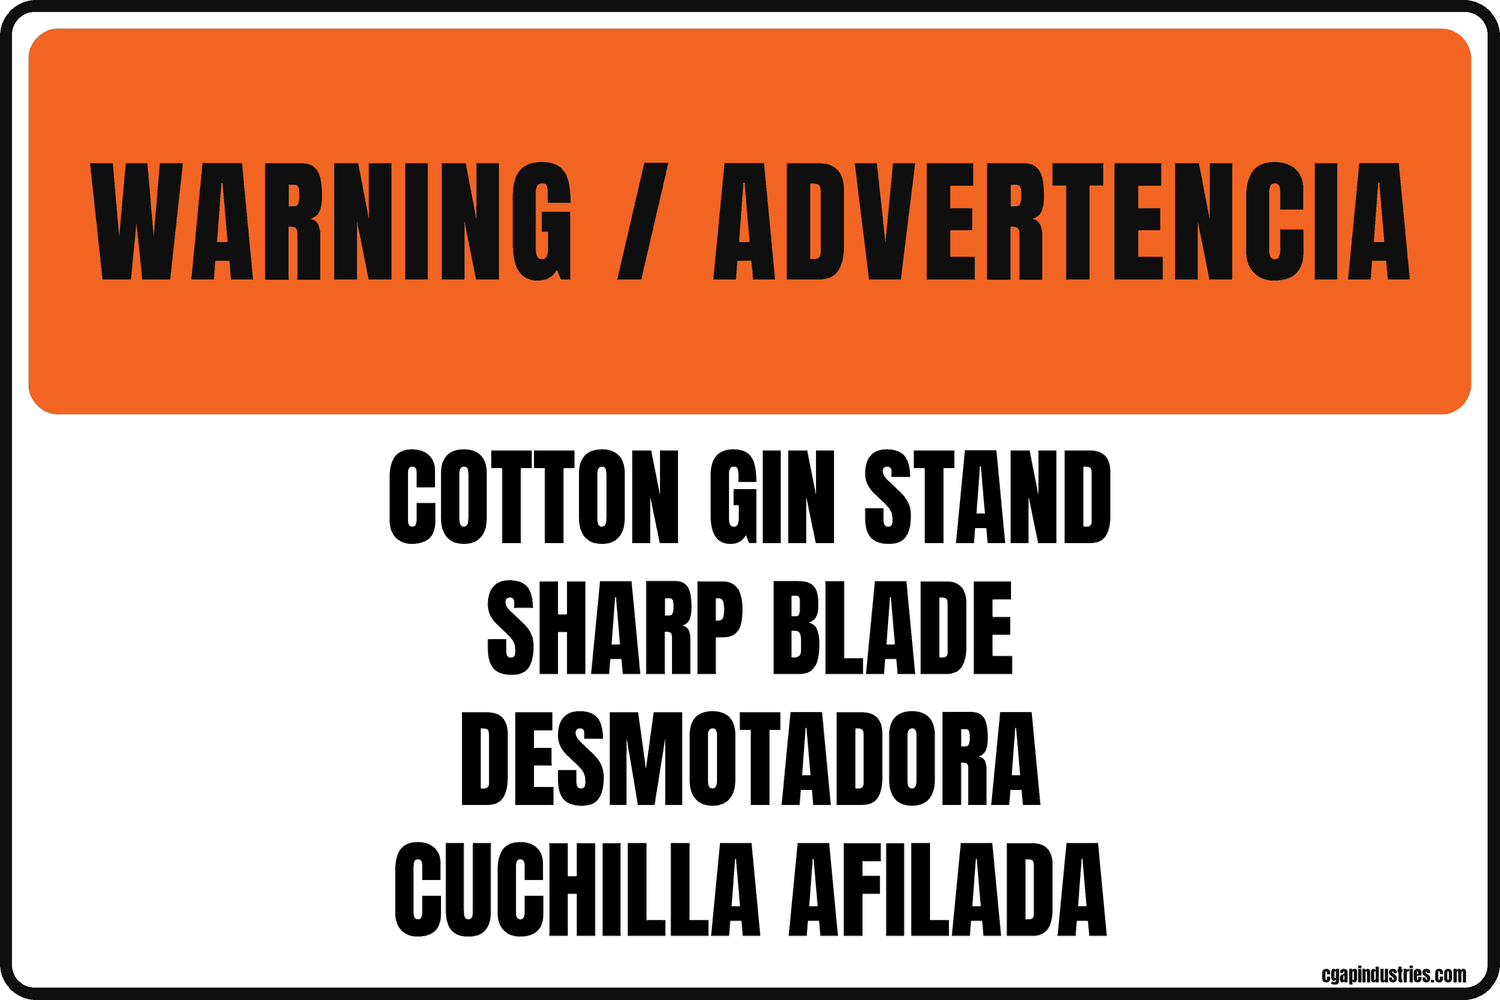 WARNING / ADVERTENCIA
COTTON GIN STAND
SHARP BLADE
DESMOTADORA
CUCHILLA AFILADA
cgapindustries.com